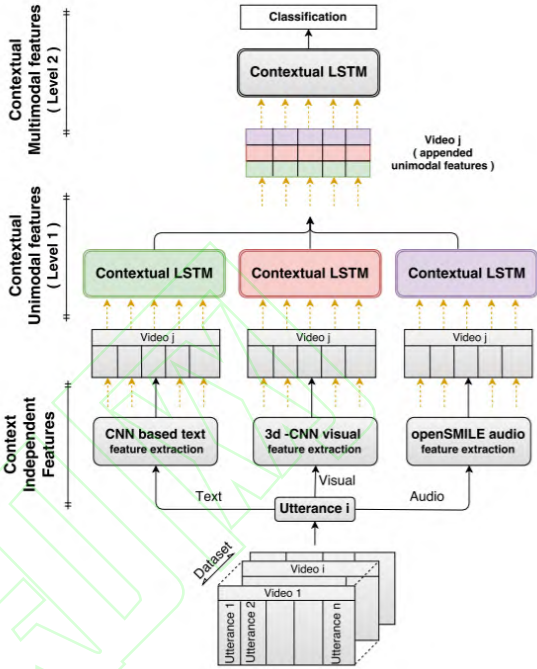 Classification
Contextual
Multimodal features
( Level 2 )
Contextual LSTM
Video j
( appended
unimodal features )
Contextual
Unimodal features
( Level 1 )
Contextual LSTM
Contextual LSTM
Contextual LSTM
Video j
Video j
Video j
Context
Independent
Features
CNN based text
feature extraction
3d -CNN visual
feature extraction
openSMILE audio
feature extraction
Text
Visual
Audio
Utterance i
Dataset
Video i
Video 1
Utterance 1
Utterance 2
Utterance n